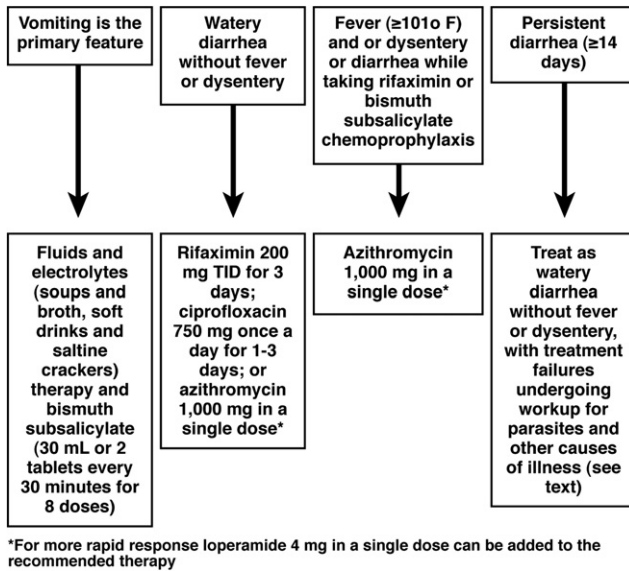 Vomiting is the
primary feature
Watery
diarrhea
without fever
or dysentery
Fever (≥101o F)
and or dysentery
or diarrhea while
taking rifaximin or
bismuth
subsalicylate
chemoprophylaxis
Persistent
diarrhea (≥14
days)
Fluids and
electrolytes
(soups and
broth, soft
drinks and
saltine
crackers)
therapy and
bismuth
subsalicylate
(30 mL or 2
tablets every
30 minutes for
8 doses)
Rifaximin 200
mg TID for 3
days;
ciprofloxacin
750 mg once a
day for 1-3
days; or
azithromycin
1,000 mg in a
single dose*
Azithromycin
1,000 mg in a
single dose*
Treat as
watery
diarrhea
without fever
or dysentery,
with treatment
failures
undergoing
workup for
parasites and
other causes
of illness (see
text)
*For more rapid response loperamide 4 mg in a single dose can be added to the
recommended therapy